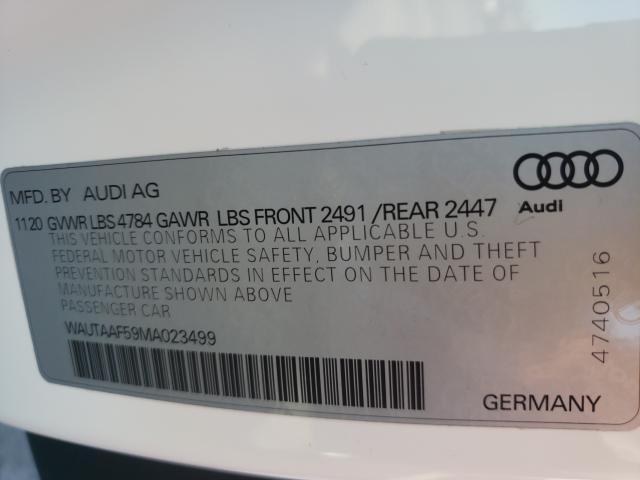 MFD. BY AUDI AG
Audi
11 20 GVWR LBS 4784 GAWR LBS FRONT 2491 /REAR 2447
THIS VEHICLE CONFORMS TO ALL APPLICABLE U.S.
FEDERAL MOTOR VEHICLE SAFETY, BUMPER AND THEFT
PREVENTION STANDARDS IN EFFECT ON THE DATE OF
MANUFACTURE SHOWN ABOVE
PASSENGER CAR
WAUTAAF59MA023499
4740516
GERMANY